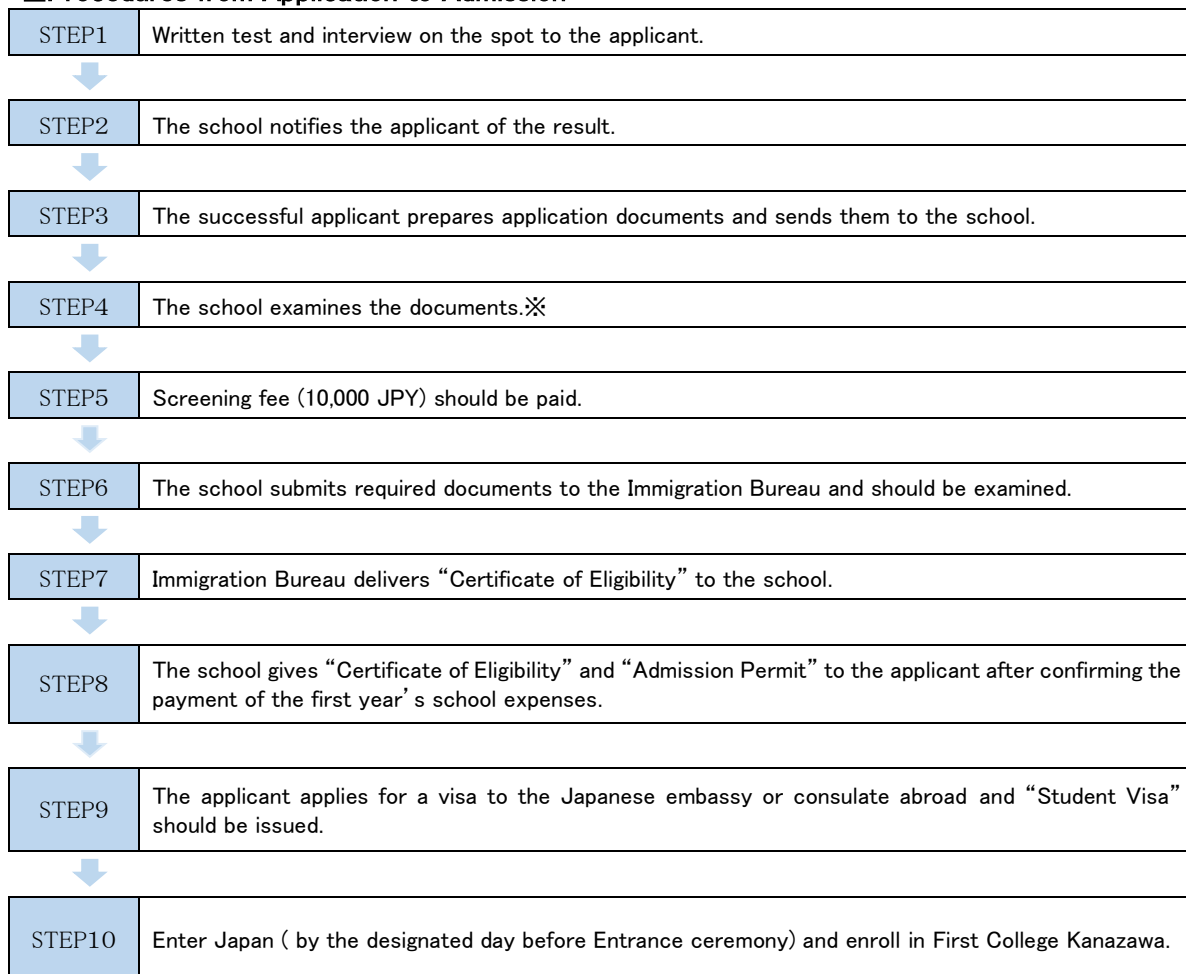 Procedures from Application to Admission
STEP1 Written test and interview on the spot to the applicant.
STEP2 The school notifies the applicant of the result.
STEP3 The successful applicant prepares application documents and sends them to the school.
STEP4 The school examines the documents.※
STEP5 Screening fee (10,000 JPY) should be paid.
STEP6 The school submits required documents to the Immigration Bureau and should be examined.
STEP7 Immigration Bureau delivers “Certificate of Eligibility” to the school.
STEP8 The school gives “Certificate of Eligibility” and “Admission Permit” to the applicant after confirming the
payment of the first year’s school expenses.
STEP9 The applicant applies for a visa to the Japanese embassy or consulate abroad and “Student Visa”
should be issued.
STEP10 Enter Japan ( by the designated day before Entrance ceremony) and enroll in First College Kanazawa.